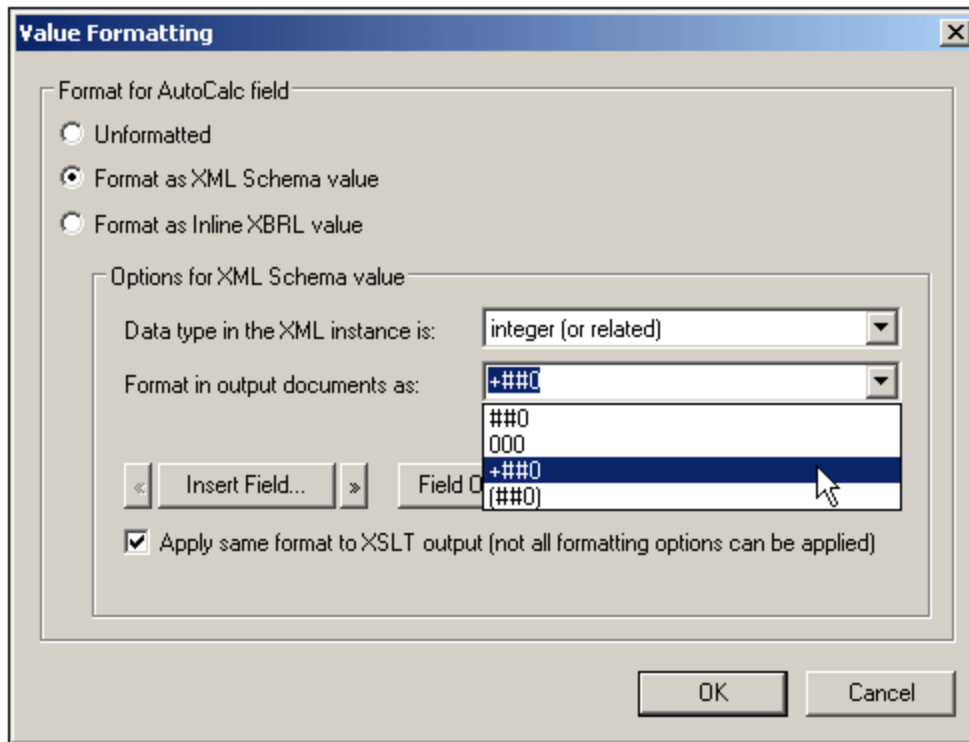 Value Formatting
Format for AutoCalc field
Unformatted
Format as XML Schema value
Format as Inline XBRL value
Options for XML Schema value
Data type in the XML instance is: integer (or related)
Format in output documents as: +##0
##0
000
+##0
(##0)
« Insert Field... » Field
Apply same format to XSLT output (not all formatting options can be applied)
OK Cancel